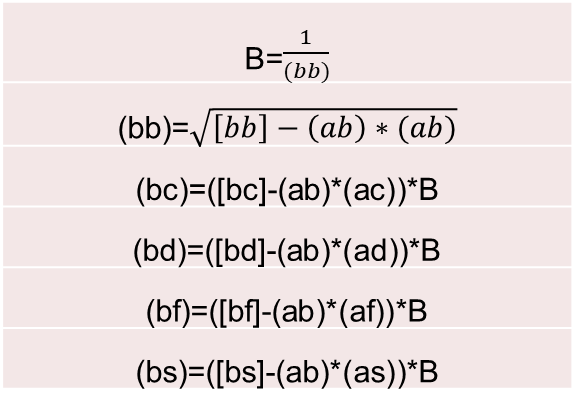 B=1/(bb)
(bb)=√[bb] − (ab) ∗ (ab)
(bc)=([bc]-(ab)*(ac))*B
(bd)=([bd]-(ab)*(ad))*B
(bf)=([bf]-(ab)*(af))*B
(bs)=([bs]-(ab)*(as))*B